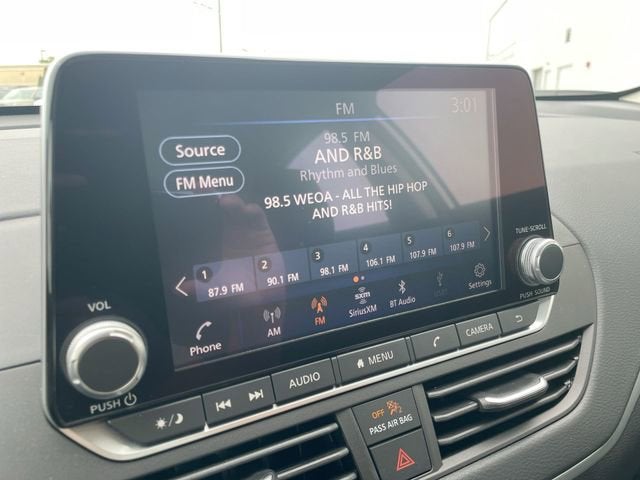 FM
3:01
Source
FM Menu
98.5 FM
AND R&B
Rhythm and Blues
98.5 WEOA - ALL THE HIP HOP
AND R&B HITS!
1
87.9 FM
2
90.1 FM
3
98.1 FM
4
106.1 FM
5
107.9 FM
6
107.9 FM
Phone
AM
FM
sxm
SiriusXM
BT Audio
USB1
Settings
VOL
PUSH
TUNE·SCROLL
PUSH SOUND
AUDIO
MENU
CAMERA
OFF 2
PASS AIR BAG